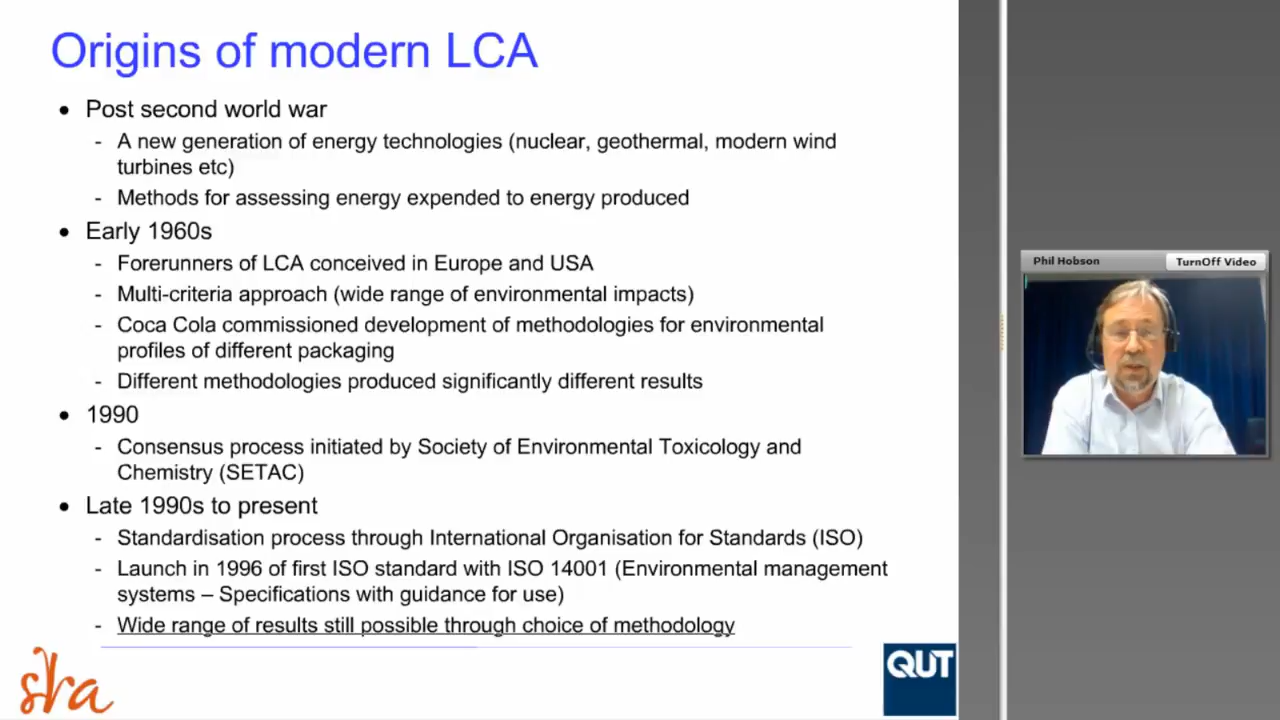 Origins of modern LCA
• Post second world war
- A new generation of energy technologies (nuclear, geothermal, modern wind
turbines etc)
- Methods for assessing energy expended to energy produced
• Early 1960s
- Forerunners of LCA conceived in Europe and USA
- Multi-criteria approach (wide range of environmental impacts)
- Coca Cola commissioned development of methodologies for environmental
profiles of different packaging
- Different methodologies produced significantly different results
• 1990
- Consensus process initiated by Society of Environmental Toxicology and
Chemistry (SETAC)
• Late 1990s to present
- Standardisation process through International Organisation for Standards (ISO)
- Launch in 1996 of first ISO standard with ISO 14001 (Environmental management
systems – Specifications with guidance for use)
- Wide range of results still possible through choice of methodology
sra
QUT
Phil Hobson
TurnOff Video